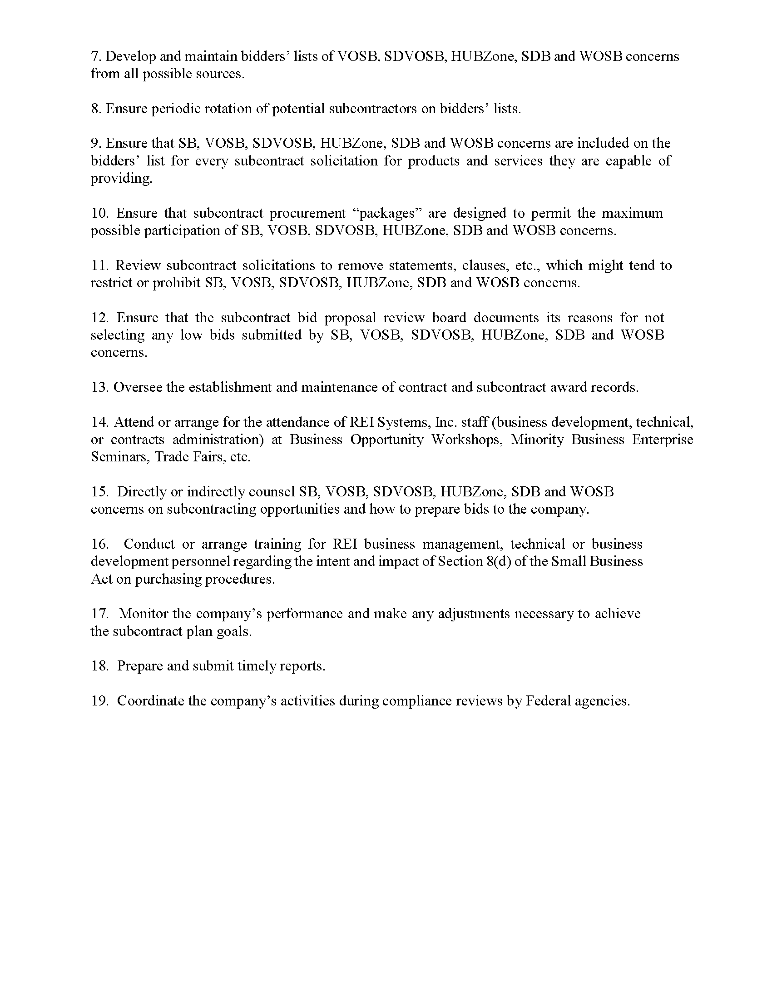 7. Develop and maintain bidders’ lists of VOSB, SDVOSB, HUBZone, SDB and WOSB concerns
from all possible sources.
8. Ensure periodic rotation of potential subcontractors on bidders’ lists.
9. Ensure that SB, VOSB, SDVOSB, HUBZone, SDB and WOSB concerns are included on the
bidders’ list for every subcontract solicitation for products and services they are capable of
providing.
10. Ensure that subcontract procurement “packages” are designed to permit the maximum
possible participation of SB, VOSB, SDVOSB, HUBZone, SDB and WOSB concerns.
11. Review subcontract solicitations to remove statements, clauses, etc., which might tend to
restrict or prohibit SB, VOSB, SDVOSB, HUBZone, SDB and WOSB concerns.
12. Ensure that the subcontract bid proposal review board documents its reasons for not
selecting any low bids submitted by SB, VOSB, SDVOSB, HUBZone, SDB and WOSB
concerns.
13. Oversee the establishment and maintenance of contract and subcontract award records.
14. Attend or arrange for the attendance of REI Systems, Inc. staff (business development, technical,
or contracts administration) at Business Opportunity Workshops, Minority Business Enterprise
Seminars, Trade Fairs, etc.
15. Directly or indirectly counsel SB, VOSB, SDVOSB, HUBZone, SDB and WOSB
concerns on subcontracting opportunities and how to prepare bids to the company.
16. Conduct or arrange training for REI business management, technical or business
development personnel regarding the intent and impact of Section 8(d) of the Small Business
Act on purchasing procedures.
17. Monitor the company’s performance and make any adjustments necessary to achieve
the subcontract plan goals.
18. Prepare and submit timely reports.
19. Coordinate the company’s activities during compliance reviews by Federal agencies.